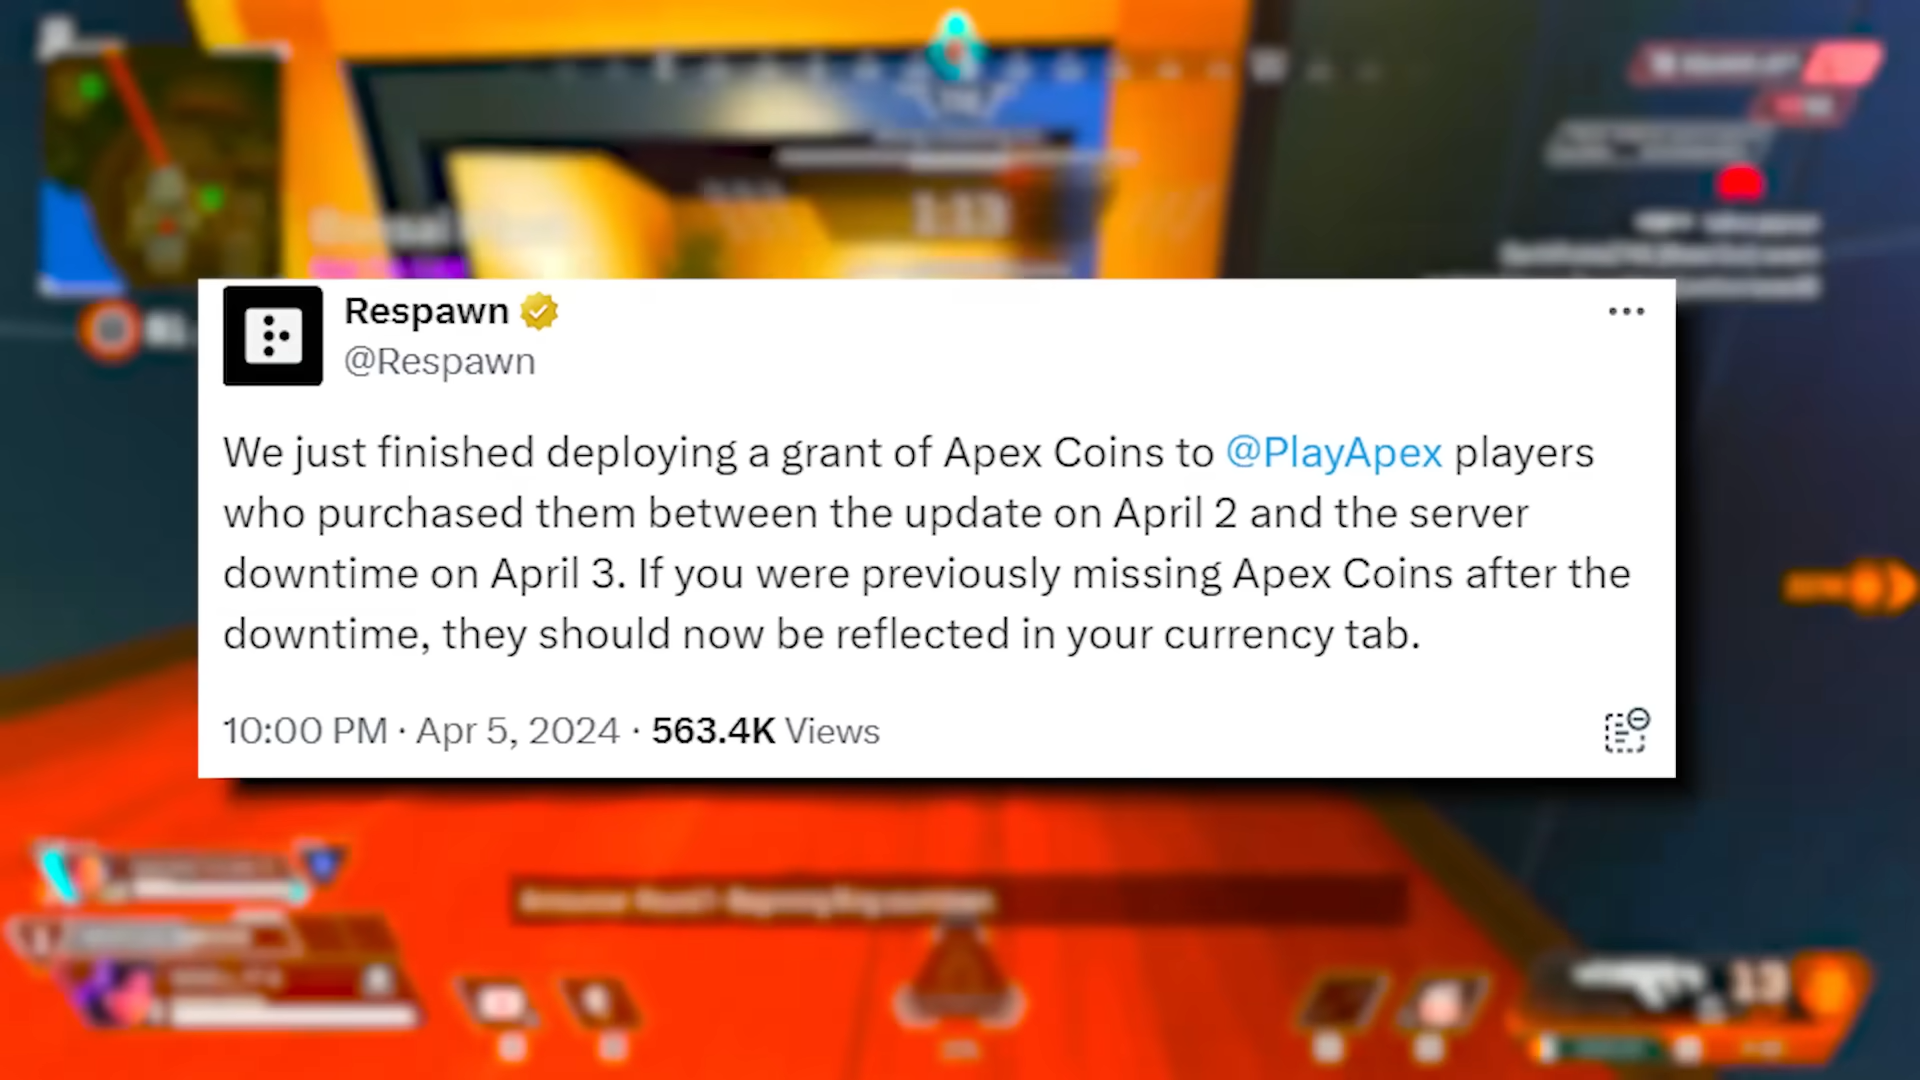 1:13
Respawn
@Respawn
We just finished deploying a grant of Apex Coins to @PlayApex players
who purchased them between the update on April 2 and the server
downtime on April 3. If you were previously missing Apex Coins after the
downtime, they should now be reflected in your currency tab.
10:00 PM · Apr 5, 2024 · 563.4K Views
13